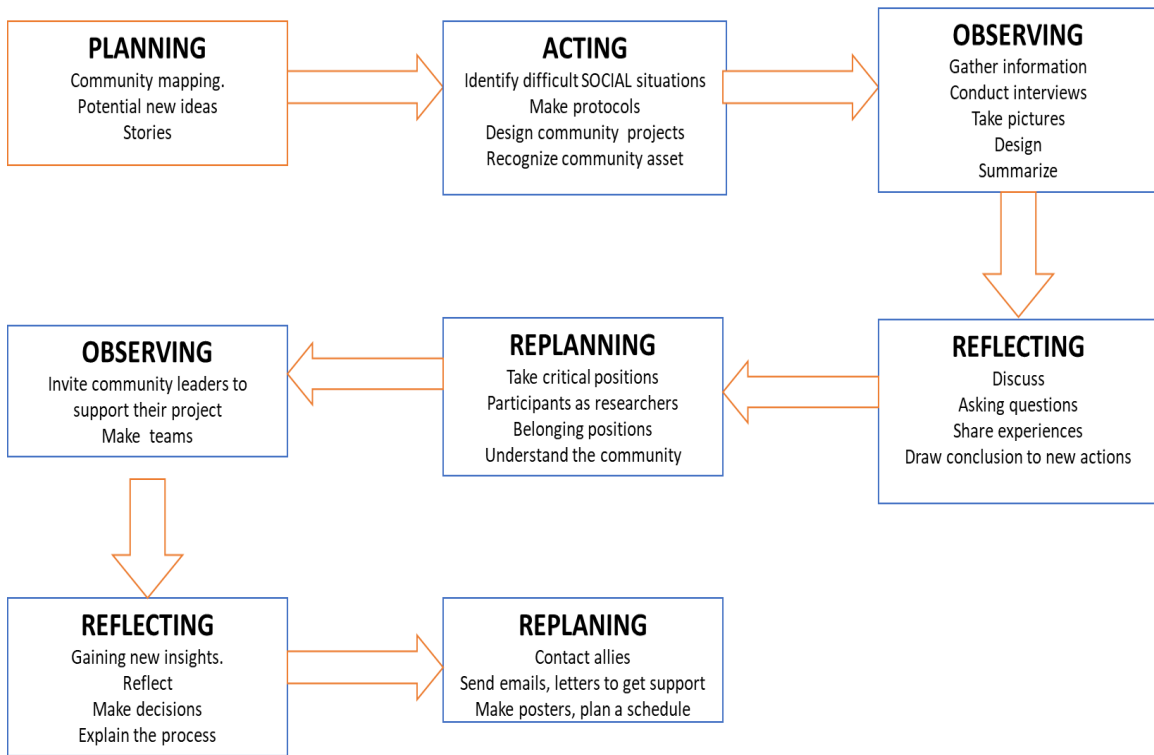 PLANNING
Community mapping.
Potential new ideas
Stories
ACTING
Identify difficult SOCIAL situations
Make protocols
Design community projects
Recognize community asset
OBSERVING
Gather information
Conduct interviews
Take pictures
Design
Summarize
REFLECTING
Discuss
Asking questions
Share experiences
Draw conclusion to new actions
REPLANNING
Take critical positions
Participants as researchers
Belonging positions
Understand the community
OBSERVING
Invite community leaders to
support their project
Make teams
REFLECTING
Gaining new insights.
Reflect
Make decisions
Explain the process
REPLANING
Contact allies
Send emails, letters to get support
Make posters, plan a schedule